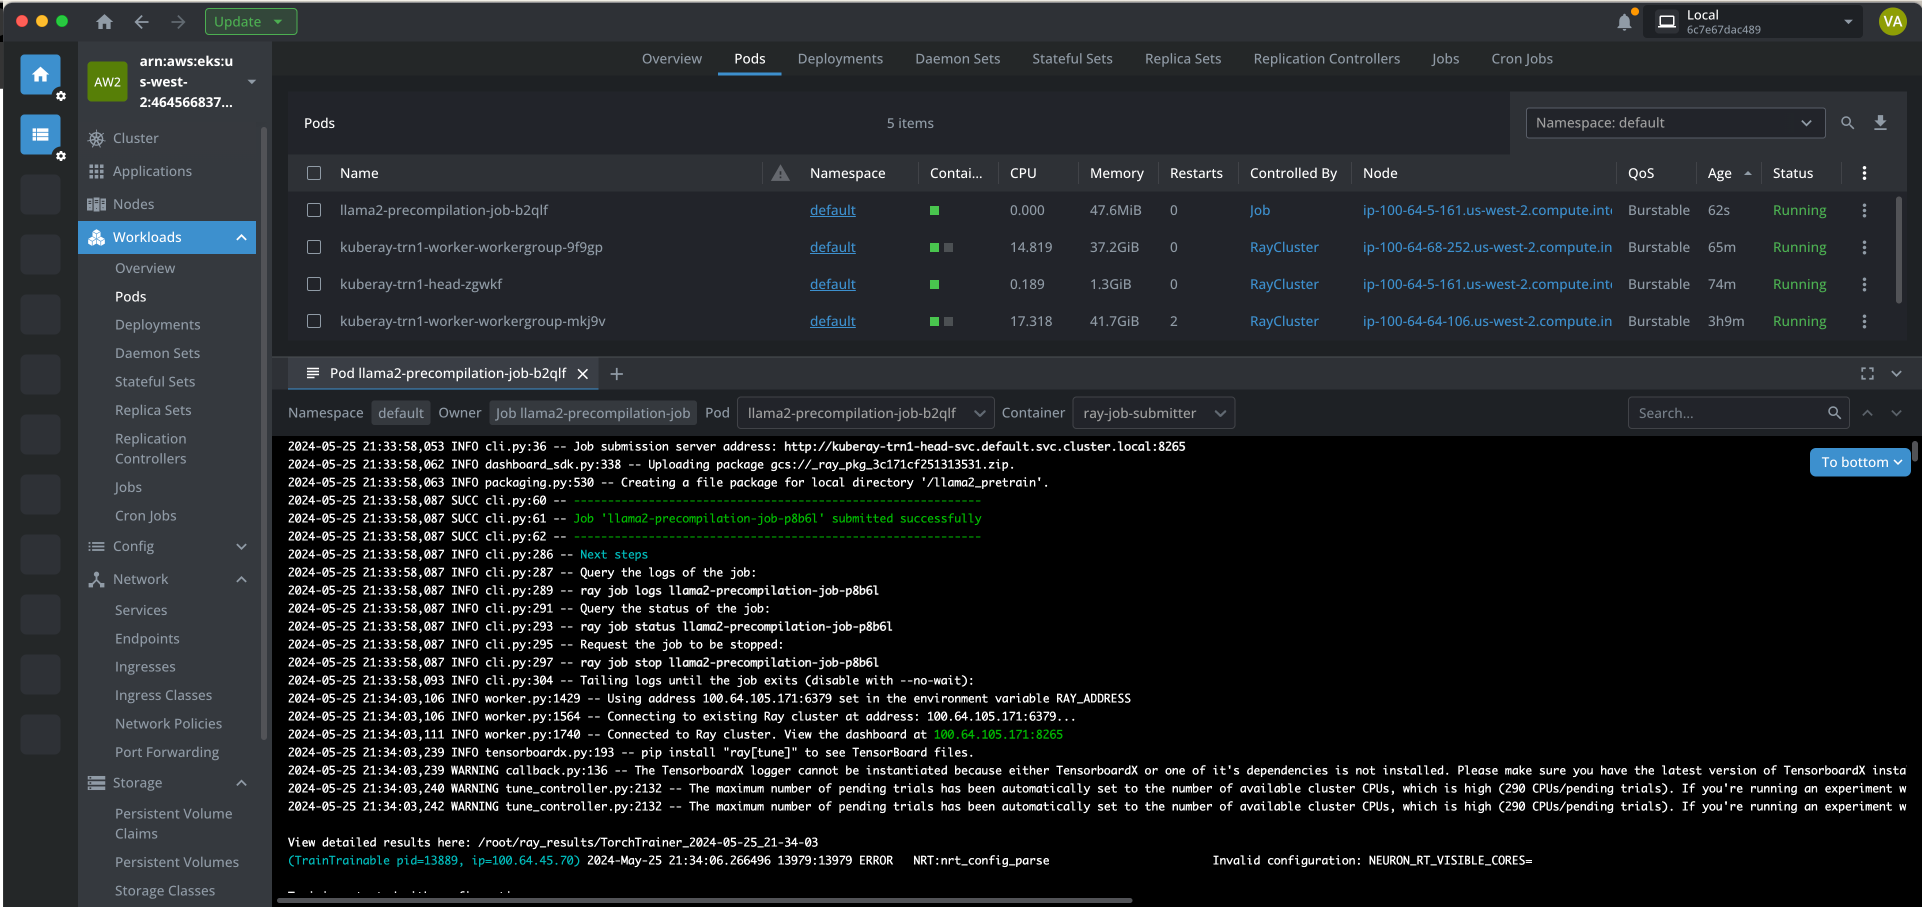 Update
Local
6c7e67dac489
VA
AW2
arn:aws:eks:u
s-west-
2:464566837...
Overview Pods Deployments Daemon Sets Stateful Sets Replica Sets Replication Controllers Jobs Cron Jobs
Cluster
Applications
Nodes
Workloads
Overview
Pods
Deployments
Daemon Sets
Stateful Sets
Replica Sets
Replication
Controllers
Jobs
Cron Jobs
Config
Network
Services
Endpoints
Ingresses
Ingress Classes
Network Policies
Port Forwarding
Storage
Persistent Volume
Claims
Persistent Volumes
Storage Classes
Pods 5 items Namespace: default
Name Namespace Contai... CPU Memory Restarts Controlled By Node QoS Age Status
llama2-precompilation-job-b2qlf default 0.000 47.6MiB 0 Job ip-100-64-5-161.us-west-2.compute.inte Burstable 62s Running
kuberay-trn1-worker-workergroup-9f9gp default 14.819 37.2GiB 0 RayCluster ip-100-64-68-252.us-west-2.compute.in Burstable 65m Running
kuberay-trn1-head-zgwkf default 0.189 1.3GiB 0 RayCluster ip-100-64-5-161.us-west-2.compute.inte Burstable 74m Running
kuberay-trn1-worker-workergroup-mkj9v default 17.318 41.7GiB 2 RayCluster ip-100-64-64-106.us-west-2.compute.in Burstable 3h9m Running
Pod llama2-precompilation-job-b2qlf
Namespace default Owner Job llama2-precompilation-job Pod llama2-precompilation-job-b2qlf Container ray-job-submitter Search...
To bottom
2024-05-25 21:33:58,053 INFO cli.py:36 -- Job submission server address: http://kuberay-trn1-head-svc.default.svc.cluster.local:8265
2024-05-25 21:33:58,062 INFO dashboard_sdk.py:338 -- Uploading package gcs://_ray_pkg_3c171cf251313531.zip.
2024-05-25 21:33:58,063 INFO packaging.py:530 -- Creating a file package for local directory '/llama2_pretrain'.
2024-05-25 21:33:58,087 SUCC cli.py:60 -- ------------------------------------------------------------
2024-05-25 21:33:58,087 SUCC cli.py:61 -- Job 'llama2-precompilation-job-p8b6l' submitted successfully
2024-05-25 21:33:58,087 SUCC cli.py:62 -- ------------------------------------------------------------
2024-05-25 21:33:58,087 INFO cli.py:286 -- Next steps
2024-05-25 21:33:58,087 INFO cli.py:287 -- Query the logs of the job:
2024-05-25 21:33:58,087 INFO cli.py:289 -- ray job logs llama2-precompilation-job-p8b6l
2024-05-25 21:33:58,087 INFO cli.py:291 -- Query the status of the job:
2024-05-25 21:33:58,087 INFO cli.py:293 -- ray job status llama2-precompilation-job-p8b6l
2024-05-25 21:33:58,087 INFO cli.py:295 -- Request the job to be stopped:
2024-05-25 21:33:58,087 INFO cli.py:297 -- ray job stop llama2-precompilation-job-p8b6l
2024-05-25 21:33:58,093 INFO cli.py:304 -- Tailing logs until the job exits (disable with --no-wait):
2024-05-25 21:34:03,106 INFO worker.py:1429 -- Using address 100.64.105.171:6379 set in the environment variable RAY_ADDRESS
2024-05-25 21:34:03,106 INFO worker.py:1564 -- Connecting to existing Ray cluster at address: 100.64.105.171:6379...
2024-05-25 21:34:03,111 INFO worker.py:1740 -- Connected to Ray cluster. View the dashboard at 100.64.105.171:8265
2024-05-25 21:34:03,239 INFO tensorboardx.py:193 -- pip install "ray[tune]" to see TensorBoard files.
2024-05-25 21:34:03,239 WARNING callback.py:136 -- The TensorboardX logger cannot be instantiated because either TensorboardX or one of it's dependencies is not installed. Please make sure you have the latest version of TensorboardX insta
2024-05-25 21:34:03,240 WARNING tune_controller.py:2132 -- The maximum number of pending trials has been automatically set to the number of available cluster CPUs, which is high (290 CPUs/pending trials). If you're running an experiment w
2024-05-25 21:34:03,242 WARNING tune_controller.py:2132 -- The maximum number of pending trials has been automatically set to the number of available cluster CPUs, which is high (290 CPUs/pending trials). If you're running an experiment w
View detailed results here: /root/ray_results/TorchTrainer_2024-05-25_21-34-03
(TrainTrainable pid=13889, ip=100.64.45.70) 2024-May-25 21:34:06.266496 13979:13979 ERROR NRT:nrt_config_parse Invalid configuration: NEURON_RT_VISIBLE_CORES=